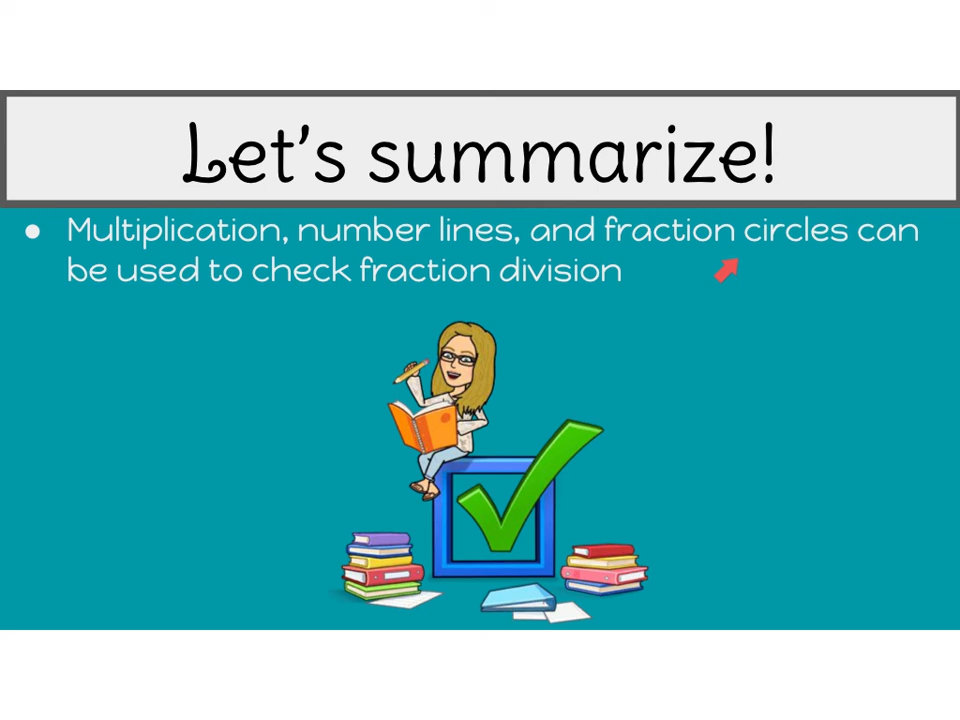 Let's summarize!
● Multiplication, number lines, and fraction circles can
be used to check fraction division